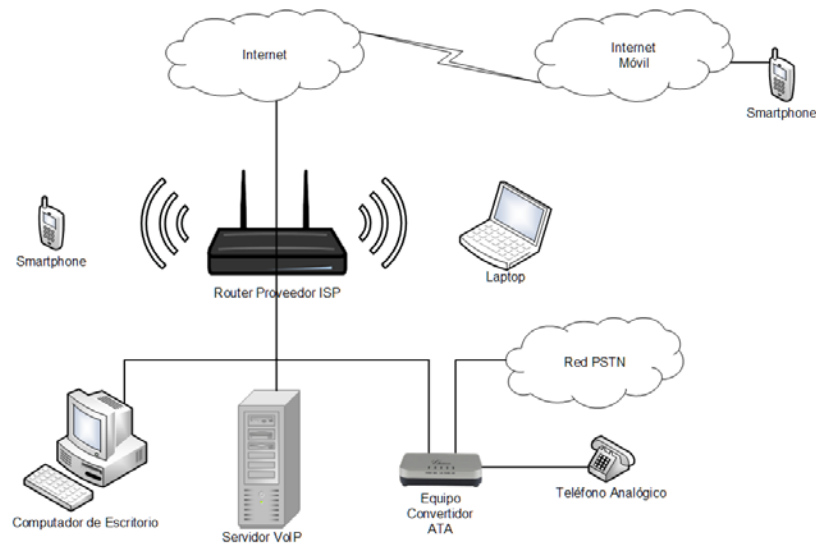 Internet
Internet
Móvil
Smartphone
Smartphone
Router Proveedor ISP
Laptop
Red PSTN
Computador de Escritorio
Servidor VoIP
Equipo
Convertidor
ATA
Teléfono Analógico